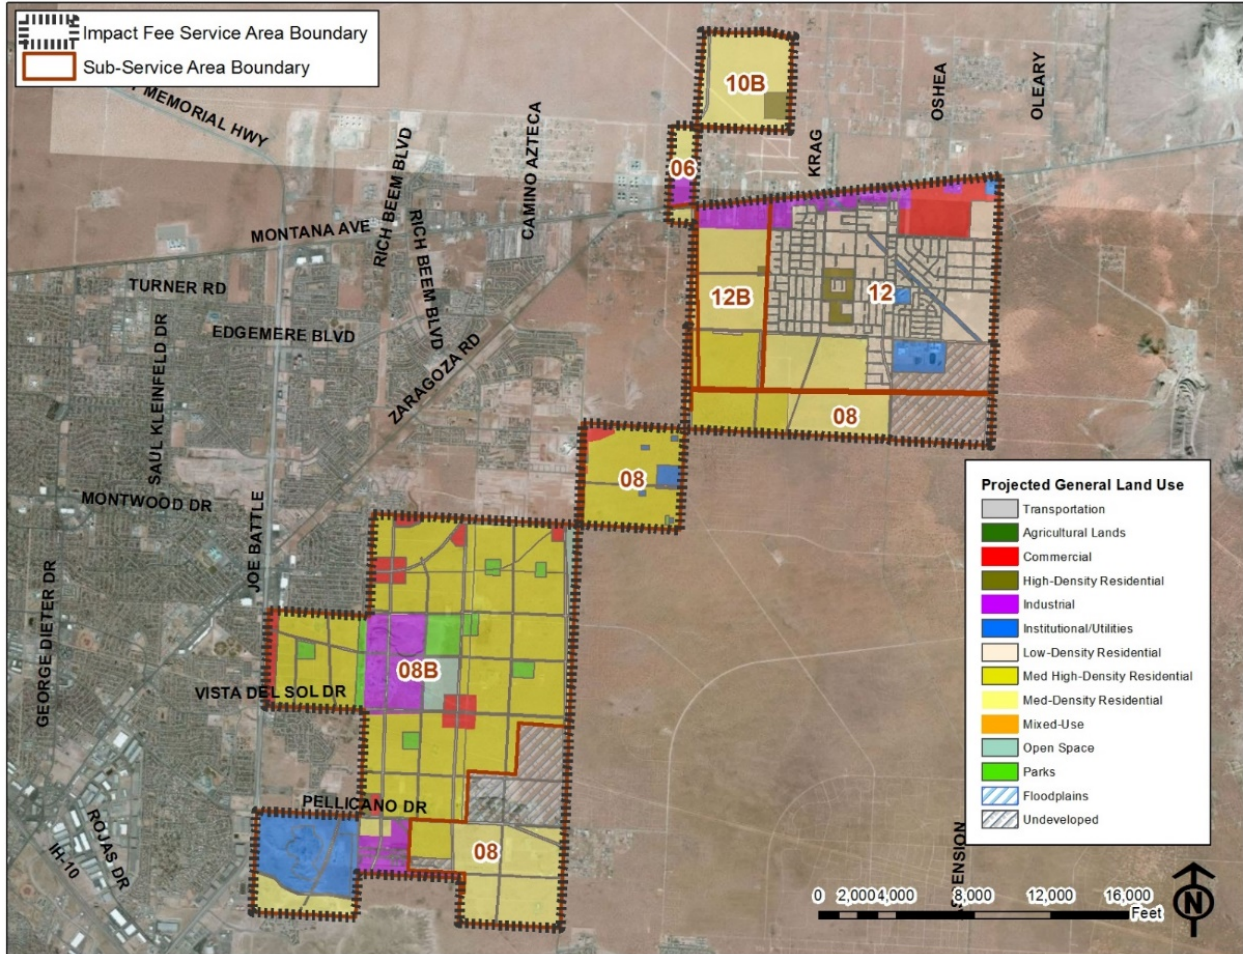 Impact Fee Service Area Boundary
Sub-Service Area Boundary
MEMORIAL HWY
10B
OSHEA
OLEARY
KRAG
06
CAMINO AZTECA
RICH BEEM BLVD
RICH BEEM BLVD
MONTANA AVE
TURNER RD
EDGEMERE BLVD
ZARAGOZA RD
SAUL KLEINFELD DR
12B
12
08
08
MONTWOOD DR
JOE BATTLE
GEORGE DIETER DR
08B
VISTA DEL SOL DR
PELLICANO DR
08
ROJAS DR
IH-10
Projected General Land Use
Transportation
Agricultural Lands
Commercial
High-Density Residential
Industrial
Institutional/Utilities
Low-Density Residential
Med High-Density Residential
Med-Density Residential
Mixed-Use
Open Space
Parks
Floodplains
Undeveloped
ENSION
0 2,000 4,000 8,000 12,000 16,000
Feet
N